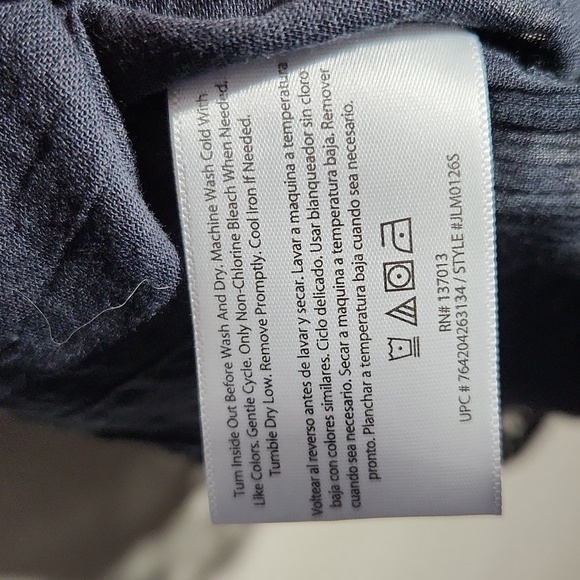 Turn Inside Out Before Wash And Dry. Machine Wash Cold With
Like Colors. Gentle Cycle. Only Non-Chlorine Bleach When Needed.
Tumble Dry Low. Remove Promptly. Cool Iron If Needed.
Voltear al reverso antes de lavar y secar. Lavar a maquina a temperatura
baja con colores similares. Ciclo delicado. Usar blanqueador sin cloro
cuando sea necesario. Secar a maquina a temperatura baja. Remover
pronto. Planchar a temperatura baja cuando sea necesario.
RN# 137013
UPC # 764204263134 / STYLE #JLM0126S